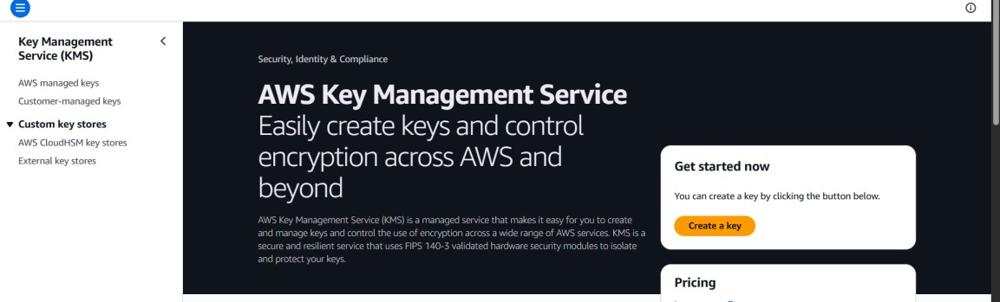 Key Management
Service (KMS)
AWS managed keys
Customer-managed keys
Custom key stores
AWS CloudHSM key stores
External key stores
Security, Identity & Compliance
AWS Key Management Service
Easily create keys and control
encryption across AWS and
beyond
AWS Key Management Service (KMS) is a managed service that makes it easy for you to create
and manage keys and control the use of encryption across a wide range of AWS services. KMS is a
secure and resilient service that uses FIPS 140-3 validated hardware security modules to isolate
and protect your keys.
Get started now
You can create a key by clicking the button below.
Create a key
Pricing